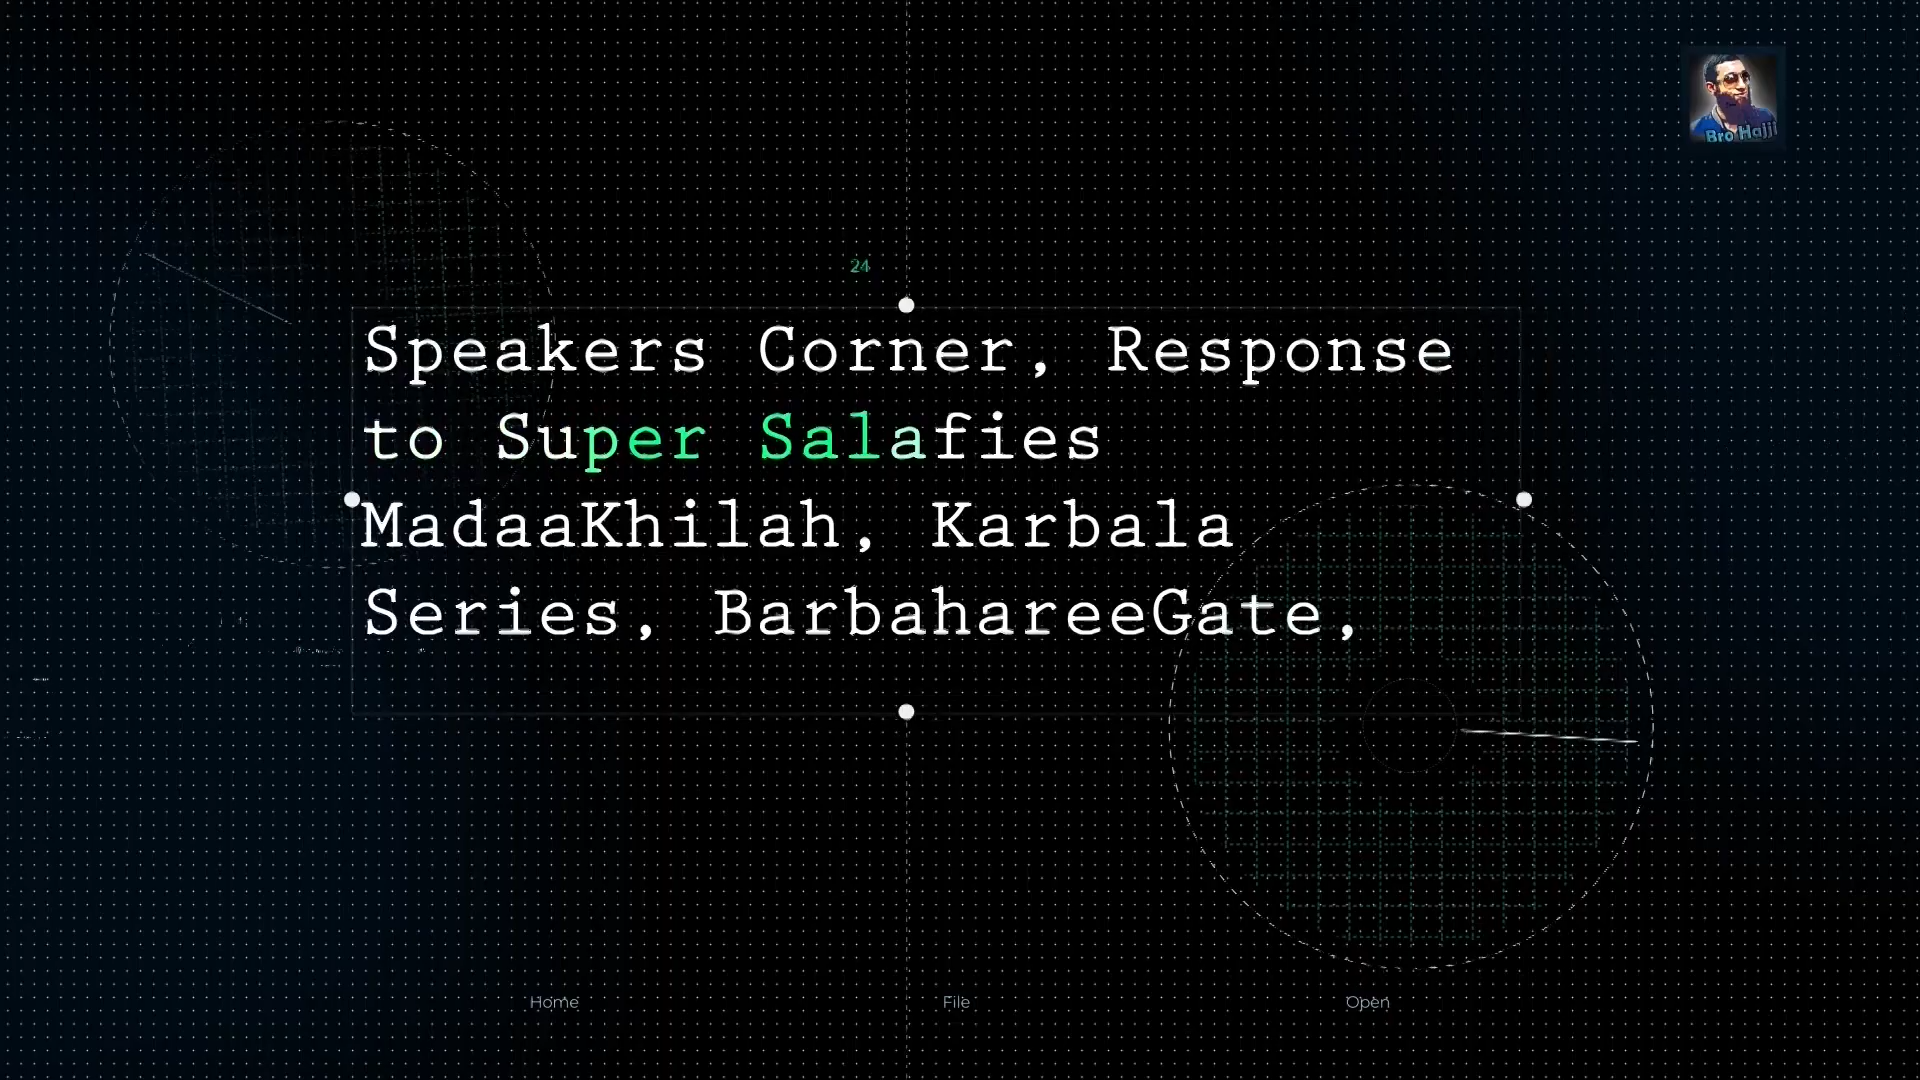 Bro Hajji
24
Speakers Corner, Response
to Super Salafies
MadaaKhilah, Karbala
Series, BarbahareeGate,
Home
File
Open